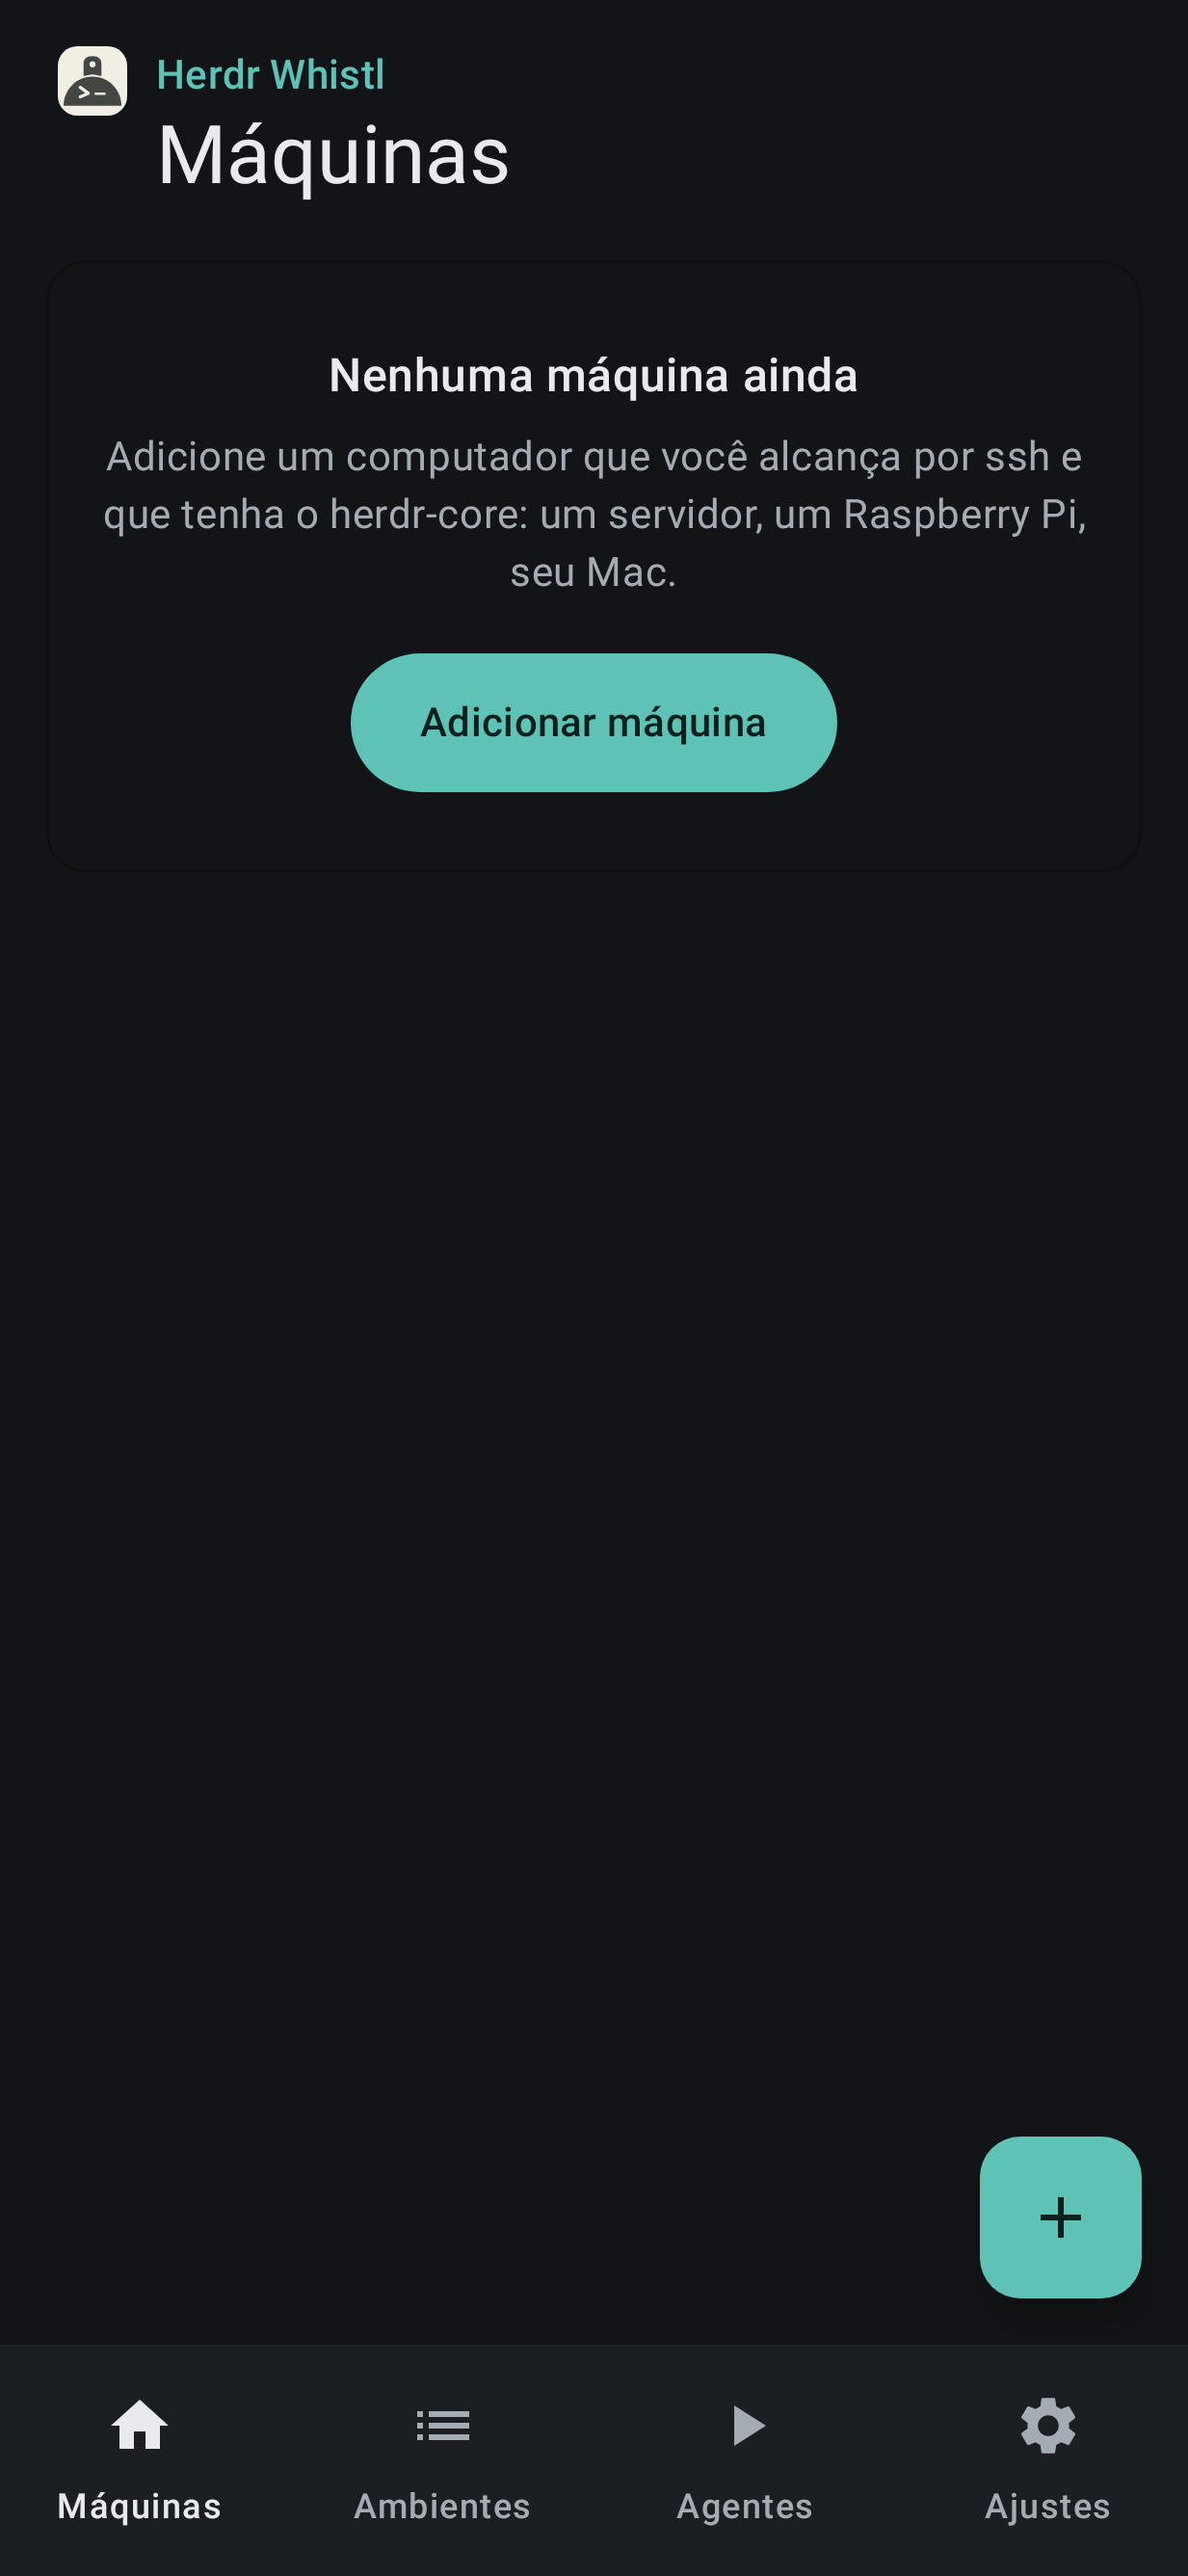 Herdr Whistl
Máquinas
Nenhuma máquina ainda
Adicione um computador que você alcança por ssh e
que tenha o herdr-core: um servidor, um Raspberry Pi,
seu Mac.
Adicionar máquina
Máquinas
Ambientes
Agentes
Ajustes